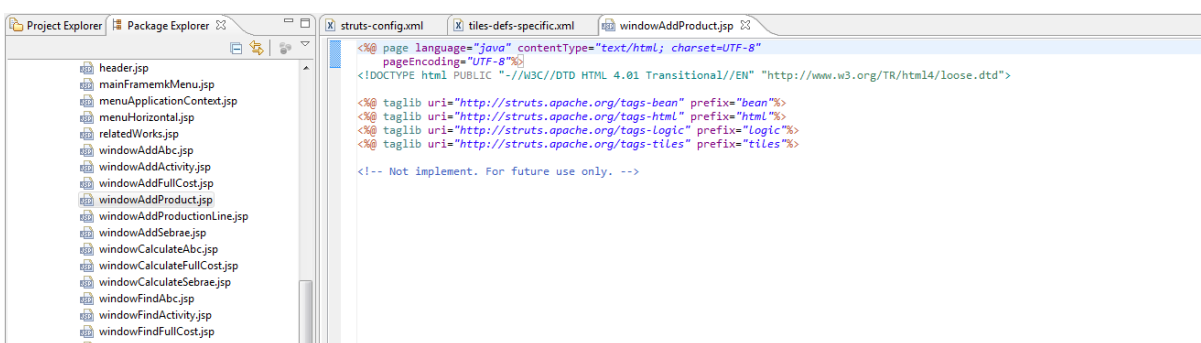 Project Explorer
Package Explorer
header.jsp
mainFramemkMenu.jsp
menuApplicationContext.jsp
menuHorizontal.jsp
relatedWorks.jsp
windowAddAbc.jsp
windowAddActivity.jsp
windowAddFullCost.jsp
windowAddProduct.jsp
windowAddProductionLine.jsp
windowAddSebrae.jsp
windowCalculateAbc.jsp
windowCalculateFullCost.jsp
windowCalculateSebrae.jsp
windowFindAbc.jsp
windowFindActivity.jsp
windowFindFullCost.jsp
struts-config.xml
tiles-defs-specific.xml
windowAddProduct.jsp
<%@ page language="java" contentType="text/html; charset=UTF-8"
pageEncoding="UTF-8"%>
<!DOCTYPE html PUBLIC "-//W3C//DTD HTML 4.01 Transitional//EN" "http://www.w3.org/TR/html4/loose.dtd">
<%@ taglib uri="http://struts.apache.org/tags-bean" prefix="bean"%>
<%@ taglib uri="http://struts.apache.org/tags-html" prefix="html"%>
<%@ taglib uri="http://struts.apache.org/tags-logic" prefix="logic"%>
<%@ taglib uri="http://struts.apache.org/tags-tiles" prefix="tiles"%>
<!-- Not implement. For future use only. -->